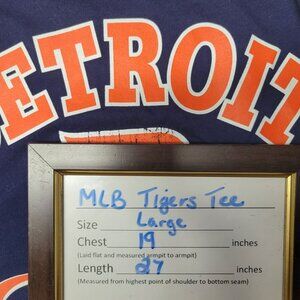 DETROIT
MLB Tigers Tee
Size Large
Chest 19 inches
(Laid flat and measured armpit to armpit)
Length 27 inches
(Measured from highest point of shoulder to bottom seam)